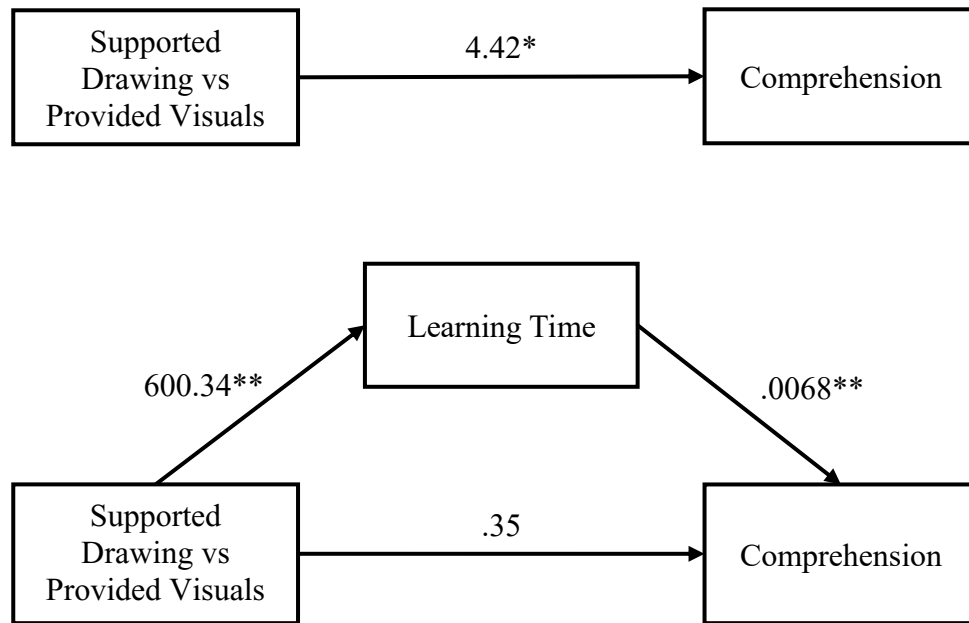 Supported
Drawing vs
Provided Visuals
4.42*
Comprehension
Learning Time
600.34**
.0068**
Supported
Drawing vs
Provided Visuals
.35
Comprehension